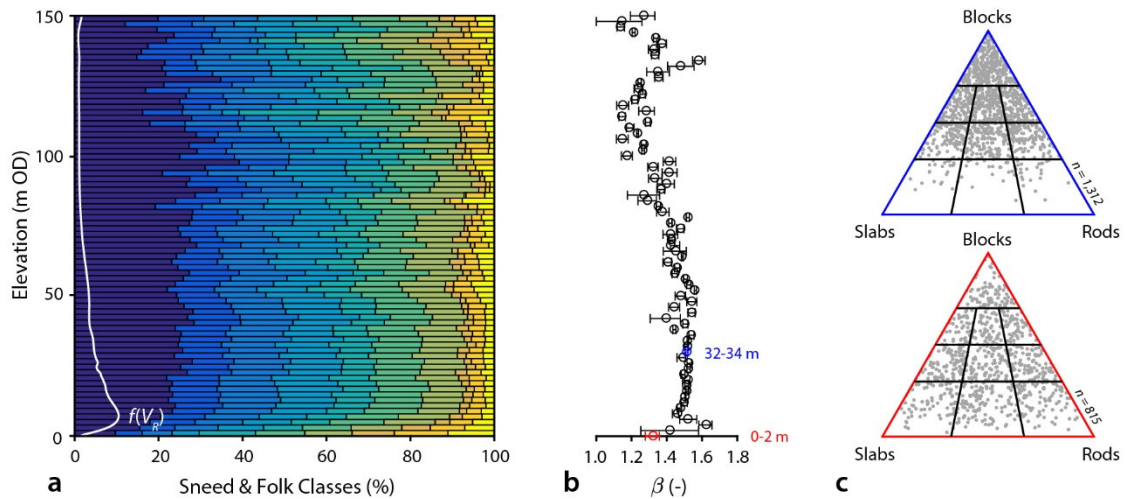 150
100
50
0
Elevation (m OD)
f(V_R)
0 20 40 60 80 100
a Sneed & Folk Classes (%)
32-34 m
0-2 m
1.0 1.2 1.4 1.6 1.8
b β (-)
Blocks
n = 1,312
Slabs Rods
Blocks
n = 815
Slabs Rods
c